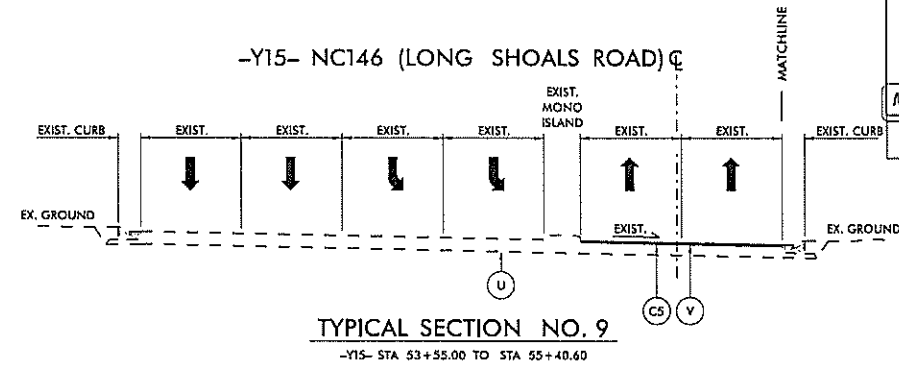 -Y15- NC146 (LONG SHOALS ROAD) ℄
MATCHLINE
EXIST.
MONO
ISLAND
EXIST. CURB
EXIST.
EXIST.
EXIST.
EXIST.
EXIST.
EXIST.
EXIST. CURB
EX. GROUND
EXIST.
EX. GROUND
U
C5
V
TYPICAL SECTION NO. 9
-Y15- STA 53+55.00 TO STA 55+40.60